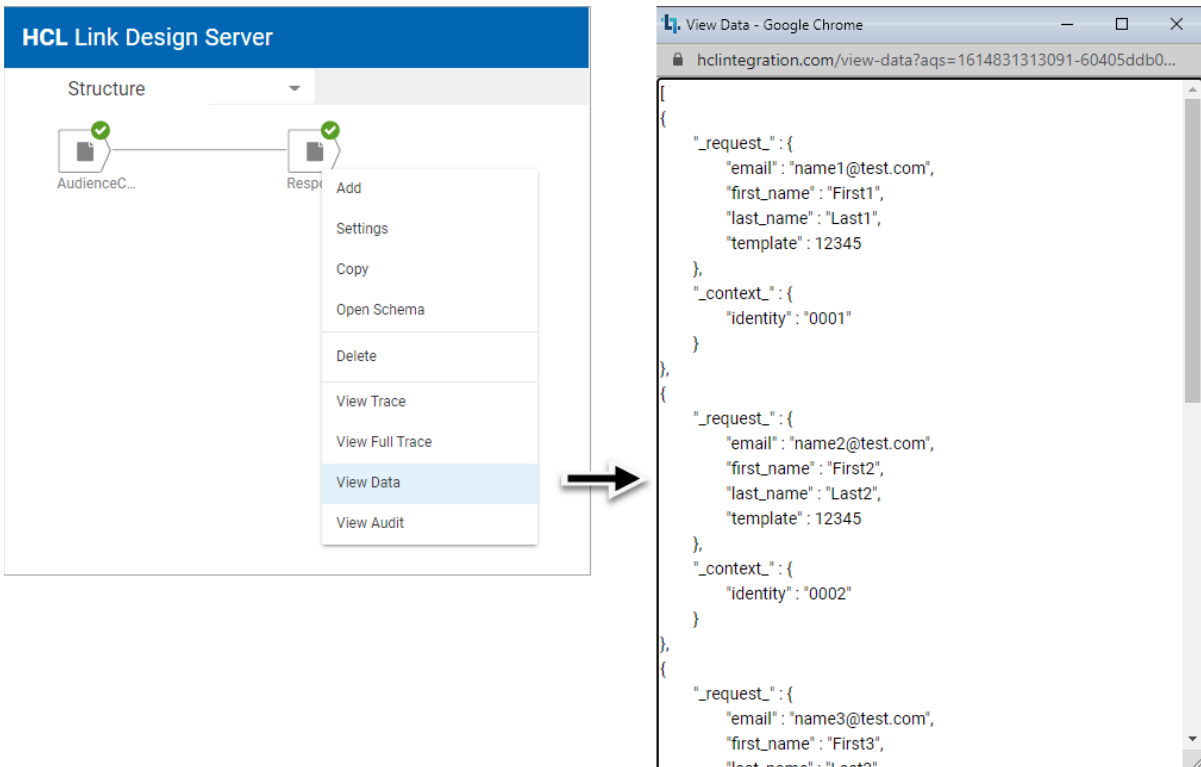 HCL Link Design Server
Structure
AudienceC...
Respo
Add
Settings
Copy
Open Schema
Delete
View Trace
View Full Trace
View Data
View Audit
View Data - Google Chrome
hclintegration.com/view-data?aqs=1614831313091-60405ddb0...
[
{
"_request_" : {
"email" : "name1@test.com",
"first_name" : "First1",
"last_name" : "Last1",
"template" : 12345
},
"_context_" : {
"identity" : "0001"
}
},
{
"_request_" : {
"email" : "name2@test.com",
"first_name" : "First2",
"last_name" : "Last2",
"template" : 12345
},
"_context_" : {
"identity" : "0002"
}
},
{
"_request_" : {
"email" : "name3@test.com",
"first_name" : "First3",